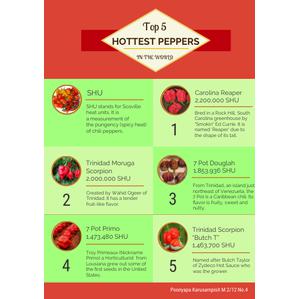 Top 5
HOTTEST PEPPERS
IN THE WORLD
SHU
SHU stands for Scoville
heat units. It is
a measurement of
the pungency (spicy heat)
of chili peppers.
Carolina Reaper
2,200,000 SHU
Bred in a Rock Hill, South
Carolina greenhouse by
"Smokin" Ed Currie. It is
named 'Reaper' due to
the shape of its tail.
1
Trinidad Moruga
Scorpion
2,000,000 SHU
Created by Wahid Ogeer of
Trinidad. It has a tender
fruit-like flavor.
2
7 Pot Douglah
1,853,936 SHU
From Trinidad, an island just
northeast of Venezuela, the
7 Pot is a Caribbean chili. Its
flavor is fruity, sweet and
nutty.
3
7 Pot Primo
1,473,480 SHU
Troy Primeaux (Nickname
Primo) a Horticulturist from
Louisiana grew out some of
the first seeds in the United
States.
4
Trinidad Scorpion
"Butch T"
1,463,700 SHU
Named after Butch Taylor
of Zydeco Hot Sauce who
was the grower.
5
Peeriyapa Karusampisit M 2/12 No.4